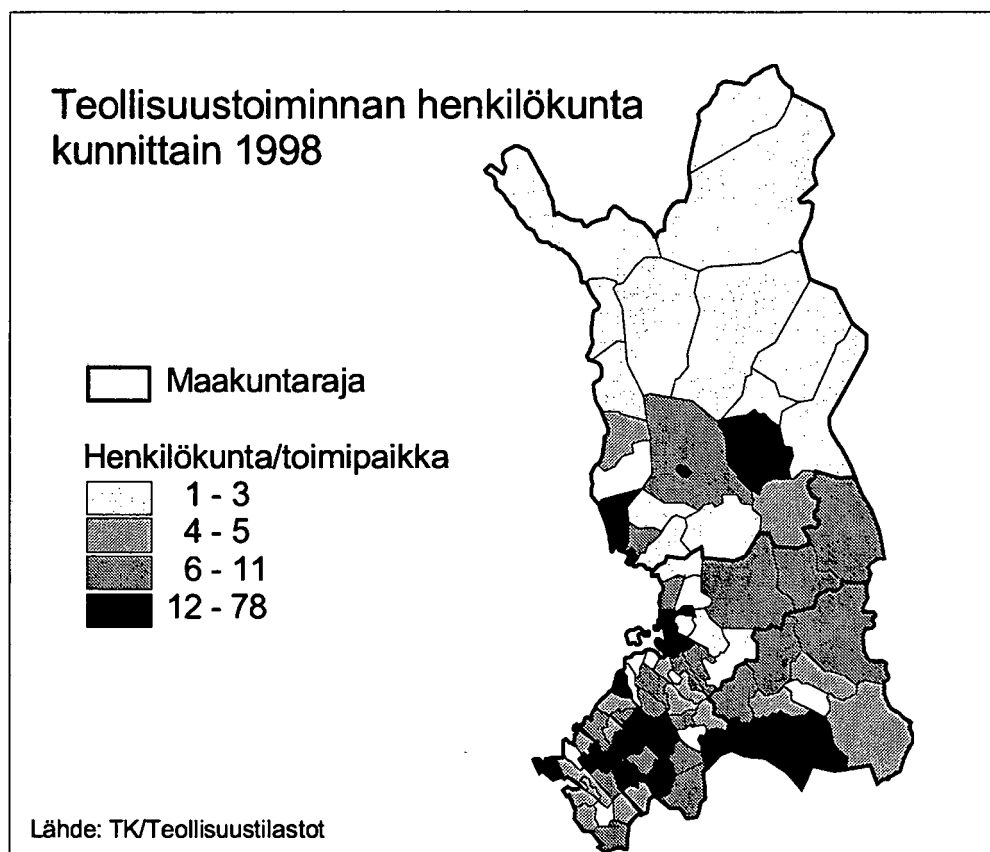 Teollisuustoiminnan henkilökunta
kunnittain 1998
Maakuntaraja
Henkilökunta/toimipaikka
1 - 3
4 - 5
6 - 11
12 - 78
Lähde: TK/Teollisuustilastot